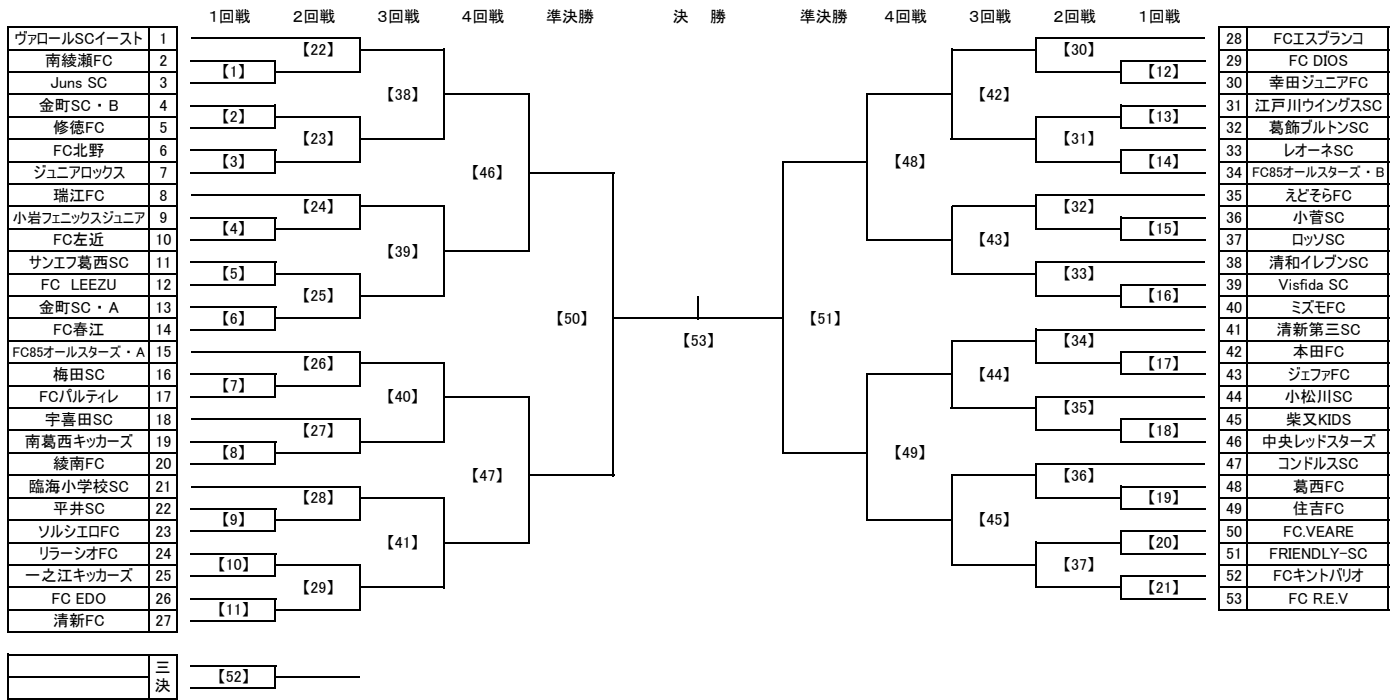 1回戦 2回戦 3回戦 4回戦 準決勝 決 勝 準決勝 4回戦 3回戦 2回戦 1回戦
ヴァロールSCイースト 1
南綾瀬FC 2
Juns SC 3
金町SC・B 4
修徳FC 5
FC北野 6
ジュニアロックス 7
瑞江FC 8
小岩フェニックスジュニア 9
FC左近 10
サンエフ葛西SC 11
FC LEEZU 12
金町SC・A 13
FC春江 14
FC85オールスターズ・A 15
梅田SC 16
FCパルティレ 17
宇喜田SC 18
南葛西キッカーズ 19
綾南FC 20
臨海小学校SC 21
平井SC 22
ソルシエロFC 23
リラーシオFC 24
一之江キッカーズ 25
FC EDO 26
清新FC 27
【1】
【2】
【3】
【4】
【5】
【6】
【7】
【8】
【9】
【10】
【11】
【22】
【23】
【24】
【25】
【26】
【27】
【28】
【29】
【38】
【39】
【40】
【41】
【46】
【47】
【50】
【53】
【51】
【48】
【49】
【42】
【43】
【44】
【45】
【30】
【31】
【32】
【33】
【34】
【35】
【36】
【37】
【12】
【13】
【14】
【15】
【16】
【17】
【18】
【19】
【20】
【21】
28 FCエスブランコ
29 FC DIOS
30 幸田ジュニアFC
31 江戸川ウイングスSC
32 葛飾ブルトンSC
33 レオーネSC
34 FC85オールスターズ・B
35 えどそらFC
36 小菅SC
37 ロッソSC
38 清和イレブンSC
39 Visfida SC
40 ミズモFC
41 清新第三SC
42 本田FC
43 ジェファFC
44 小松川SC
45 柴又KIDS
46 中央レッドスターズ
47 コンドルスSC
48 葛西FC
49 住吉FC
50 FC.VEARE
51 FRIENDLY-SC
52 FCキントバリオ
53 FC R.E.V
三決
【52】